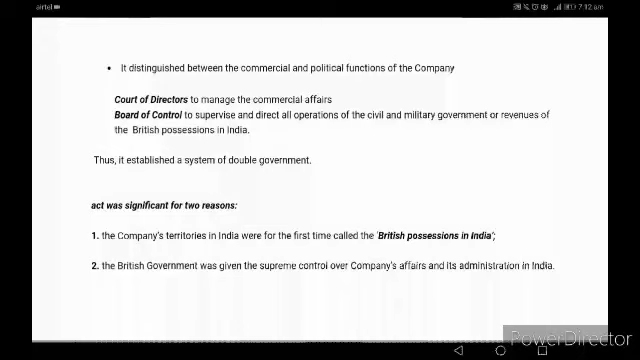 airtel
7:12 am
• It distinguished between the commercial and political functions of the Company
Court of Directors to manage the commercial affairs
Board of Control to supervise and direct all operations of the civil and military government or revenues of
the British possessions in India.
Thus, it established a system of double government.
act was significant for two reasons:
1. the Company's territories in India were for the first time called the 'British possessions in India';
2. the British Government was given the supreme control over Company's affairs and its administration in India.
PowerDirector